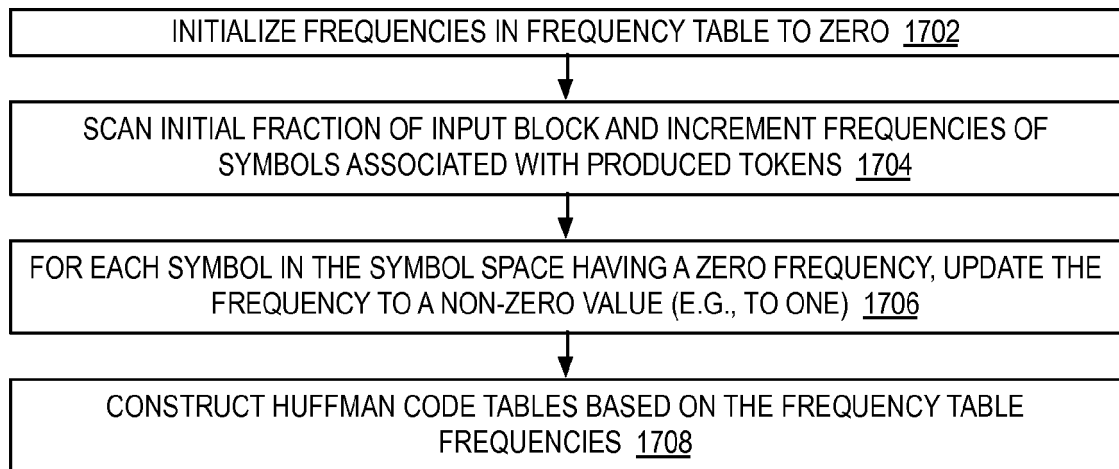 INITIALIZE FREQUENCIES IN FREQUENCY TABLE TO ZERO 1702
SCAN INITIAL FRACTION OF INPUT BLOCK AND INCREMENT FREQUENCIES OF
SYMBOLS ASSOCIATED WITH PRODUCED TOKENS 1704
FOR EACH SYMBOL IN THE SYMBOL SPACE HAVING A ZERO FREQUENCY, UPDATE THE
FREQUENCY TO A NON-ZERO VALUE (E.G., TO ONE) 1706
CONSTRUCT HUFFMAN CODE TABLES BASED ON THE FREQUENCY TABLE
FREQUENCIES 1708